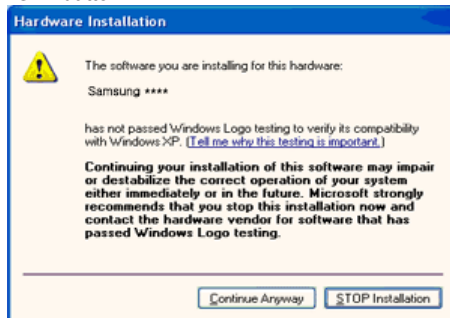 Hardware Installation
The software you are installing for this hardware:
Samsung ****
has not passed Windows Logo testing to verify its compatibility
with Windows XP. (Tell me why this testing is important.)
Continuing your installation of this software may impair
or destabilize the correct operation of your system
either immediately or in the future. Microsoft strongly
recommends that you stop this installation now and
contact the hardware vendor for software that has
passed Windows Logo testing.
Continue Anyway
STOP Installation